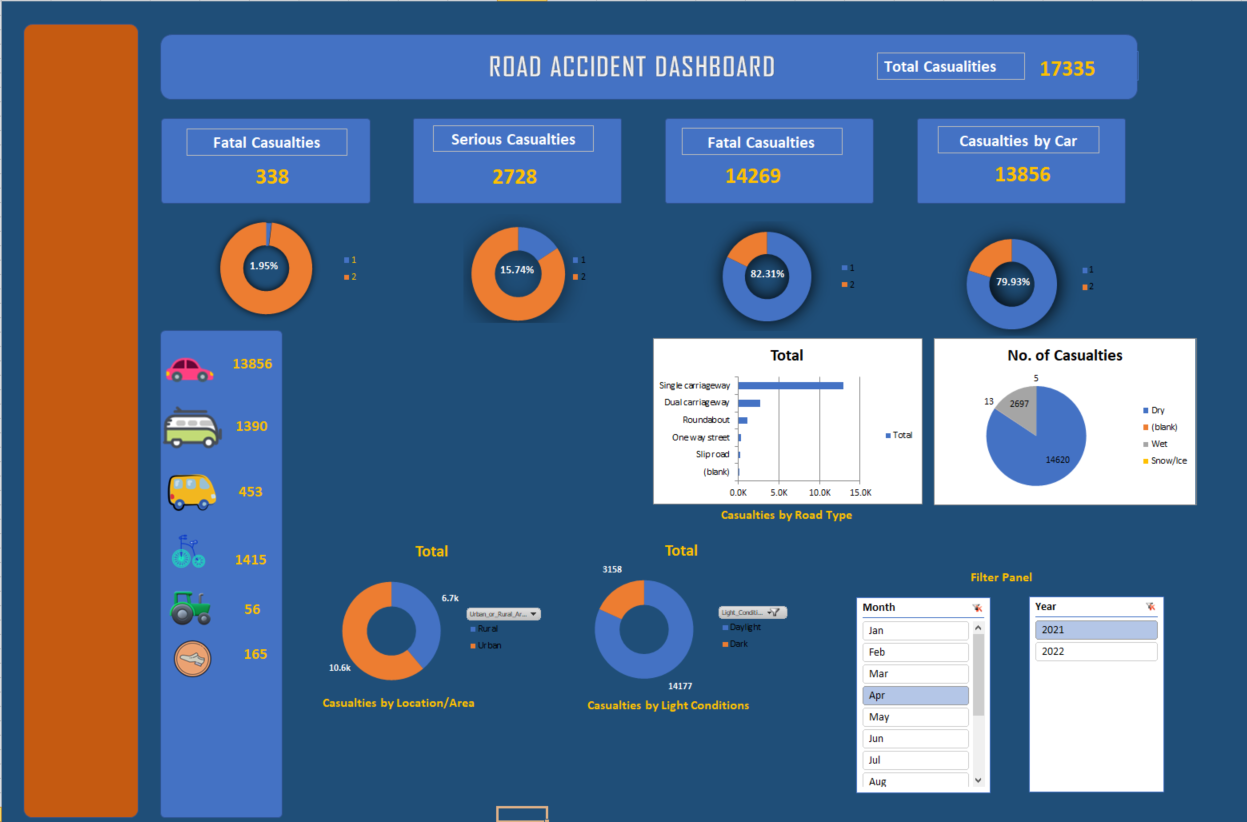 ROAD ACCIDENT DASHBOARD
Total Casualities
17335
Fatal Casualties
338
Serious Casualties
2728
Fatal Casualties
14269
Casualties by Car
13856
1.95%
1
2
15.74%
1
2
82.31%
1
2
79.93%
1
2
13856
1390
453
1415
56
165
Total
Single carriageway
Dual carriageway
Roundabout
One way street
Slip road
(blank)
0.0K 5.0K 10.0K 15.0K
Total
Casualties by Road Type
No. of Casualties
5
13
2697
14620
Dry
(blank)
Wet
Snow/Ice
Total
6.7k
10.6k
Urban_or_Rural_Ar...
Rural
Urban
Casualties by Location/Area
Total
3158
14177
Light_Conditi...
Daylight
Dark
Casualties by Light Conditions
Filter Panel
Month
Jan
Feb
Mar
Apr
May
Jun
Jul
Aug
Year
2021
2022